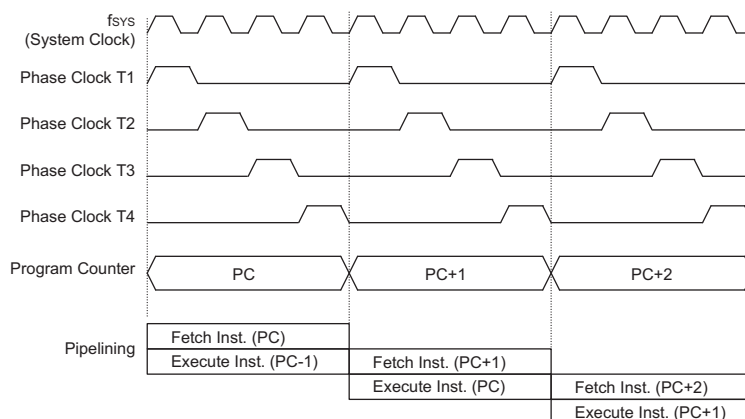 fSYS
(System Clock)
Phase Clock T1
Phase Clock T2
Phase Clock T3
Phase Clock T4
Program Counter
PC
PC+1
PC+2
Pipelining
Fetch Inst. (PC)
Execute Inst. (PC-1)
Fetch Inst. (PC+1)
Execute Inst. (PC)
Fetch Inst. (PC+2)
Execute Inst. (PC+1)